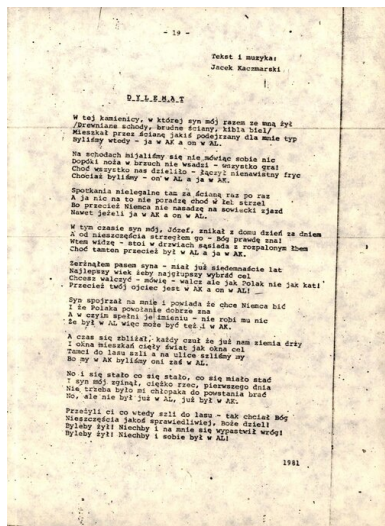 - 19 -
Tekst i muzyka:
Jacek Kaczmarski
DYLEMAT
W tej kamienicy, w której syn mój razem ze mną żył
/Drewniane schody, brudne ściany, kibla biel/
Mieszkał przez ścianę jakiś podejrzany dla mnie typ
Byliśmy wtedy - ja w AK a on w AL.
Na schodach mijaliśmy się nie mówiąc sobie nic
Dopóki noża w brzuch nie wsadzi - wszystko gra!
Choć wszystko nas dzieliło - łączył nienawistny fryc
Chociaż byliśmy - on w AL a ja w AK.
Spotkania nielegalne tam za ścianą raz po raz
A ja nic na to nie poradzę choć w łeb strzel
Bo przecież Niemca nie nasadzę na sowiecki zjazd
Nawet jeżeli ja w AK a on w AL.
W tym czasie syn mój, Józef, znikał z domu dzień za dniem
A od nieszczęścia strzegłem go - Bóg prawdę zna!
Wtem widzę - stoi w drzwiach sąsiada z rozpalonym łbem
Choć tamten przecież był w AL a ja w AK.
Zerżnąłem pasem syna - miał już siedemnaście lat
Najlepszy wiek żeby najgłupszy wybrać cel
Chcesz walczyć - mówię - walcz ale jak Polak nie jak kat!
Przecież twój ojciec jest w AK a on w AL!
Syn spojrzał na mnie i powiada że chce Niemca bić
I że Polska powołanie dobrze zna
A w czyim spełni je imieniu - nie robi mu nic
Że był w AL więc może być też i w AK.
A czas się zbliżał, każdy czuł że już nam ziemia drży
I okna mieszkań cięły świat jak okna cel
Tamci do lasu szli a na ulice szliśmy my
Bo my w AK byliśmy oni zaś w AL.
No i się stało co się stało, co się miało stać
I syn mój zginął, ciężko rzec, pierwszego dnia
Nie trzeba było mi chłopaka do powstania brać
No, ale nie był już w AL, już był w AK.
Przeżyli ci co wtedy szli do lasu - tak chciał Bóg
Nieszczęścia jakoś sprawiedliwiej, Boże dziel!
Byleby żył! Niechby i na mnie się wypastwił wróg!
Byleby żył! Niechby i sobie był w AL!
1981